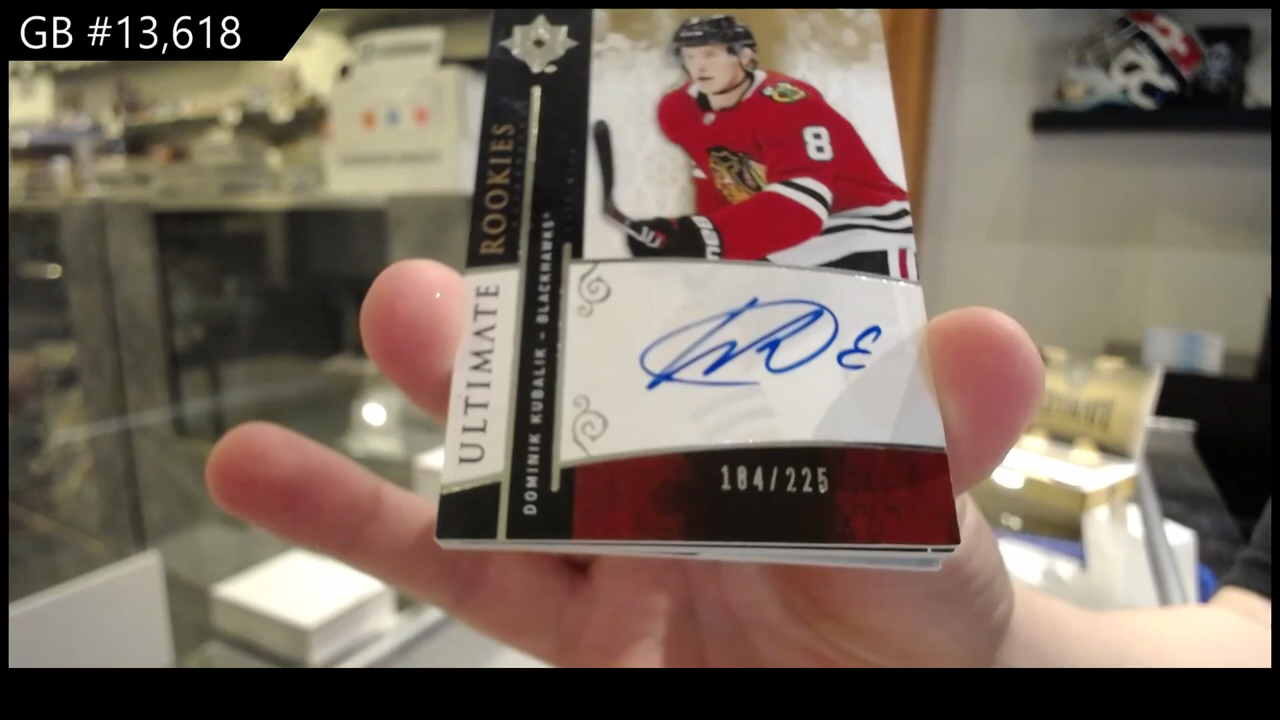 GB #13,618
ULTIMATE ROOKIES
DOMINIK KUBALIK - BLACKHAWKS
8
184/225